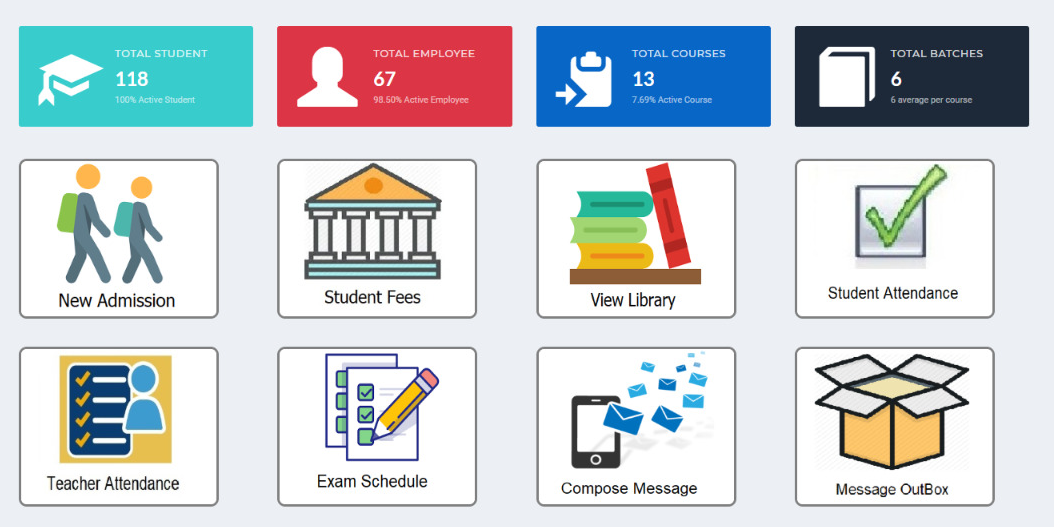 TOTAL STUDENT
118
100% Active Student
TOTAL EMPLOYEE
67
98.50% Active Employee
TOTAL COURSES
13
7.69% Active Course
TOTAL BATCHES
6
6 average per course
New Admission
Student Fees
View Library
Student Attendance
Teacher Attendance
Exam Schedule
Compose Message
Message OutBox